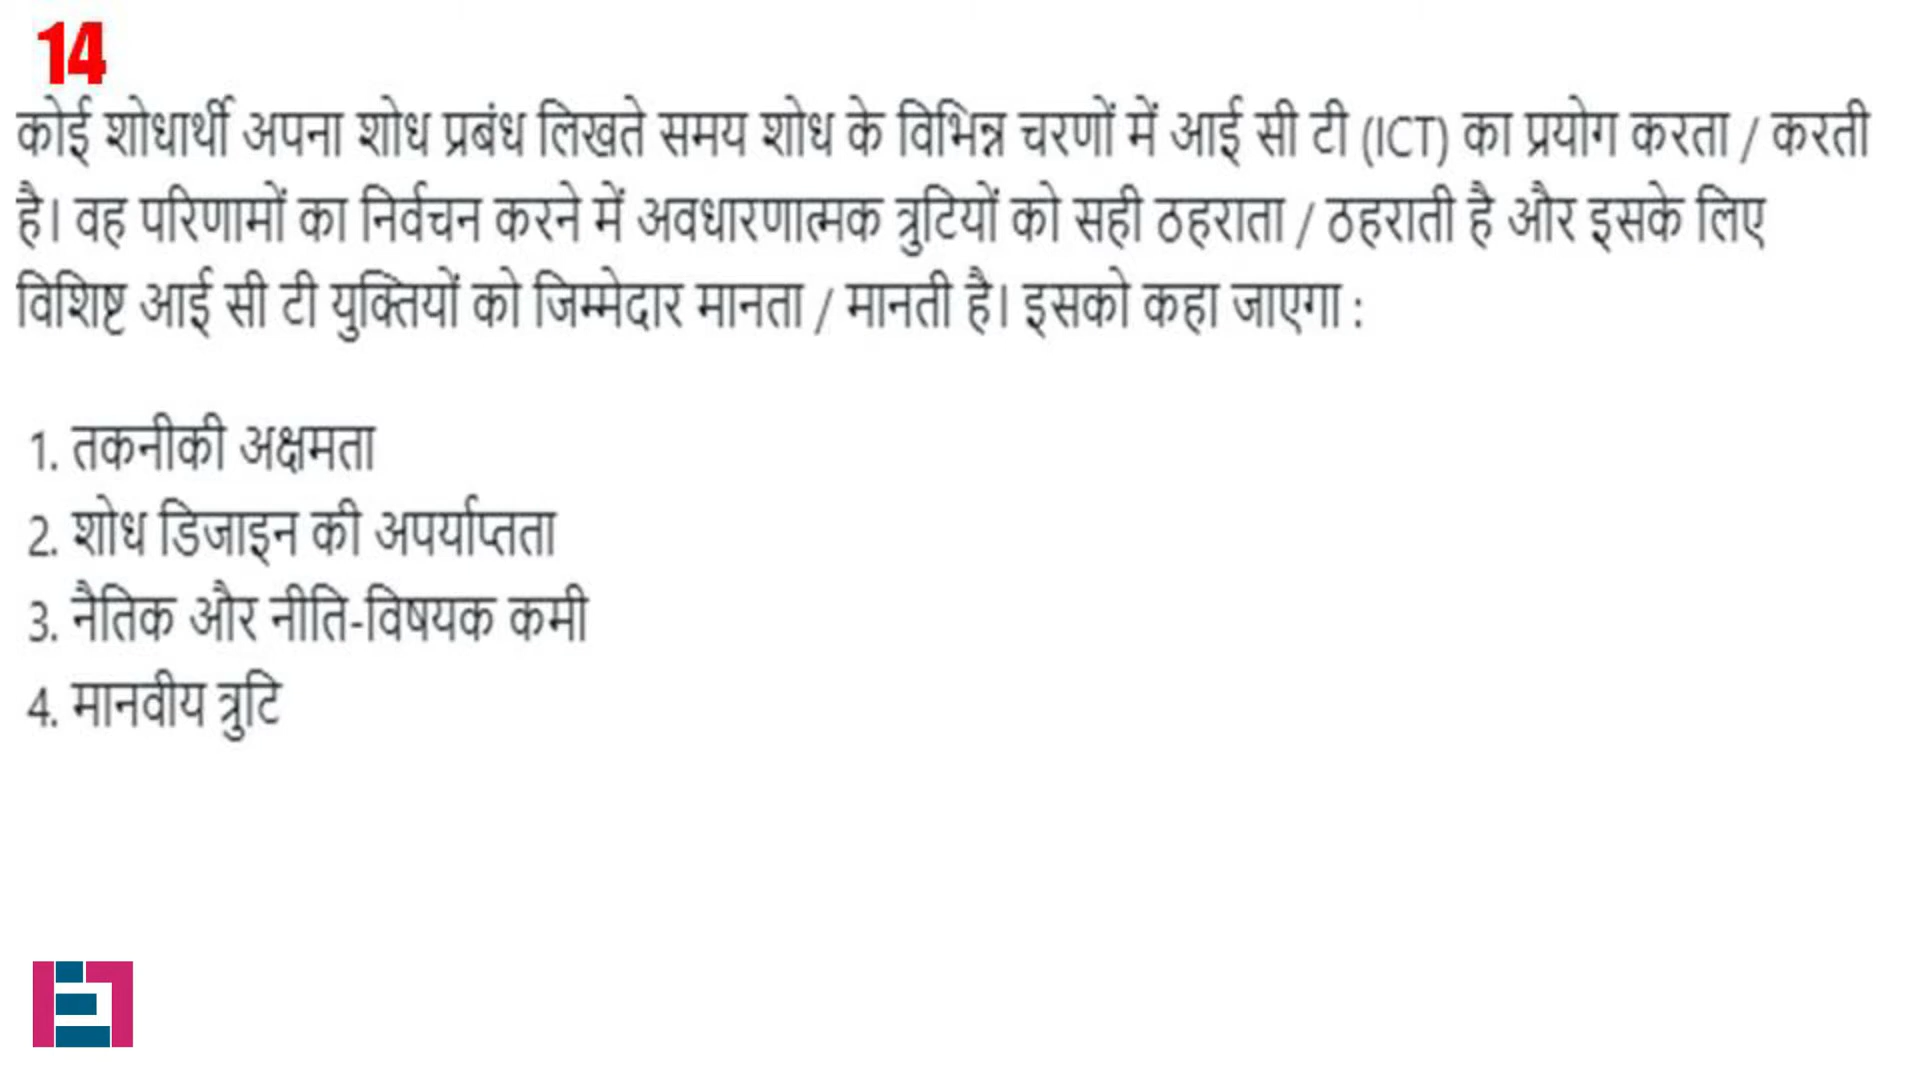 14
कोई शोधार्थी अपना शोध प्रबंध लिखते समय शोध के विभिन्न चरणों में आई सी टी (ICT) का प्रयोग करता / करती
है। वह परिणामों का निर्वचन करने में अवधारणात्मक त्रुटियों को सही ठहराता / ठहराती है और इसके लिए
विशिष्ट आई सी टी युक्तियों को जिम्मेदार मानता / मानती है। इसको कहा जाएगा :
1. तकनीकी अक्षमता
2. शोध डिजाइन की अपर्याप्तता
3. नैतिक और नीति-विषयक कमी
4. मानवीय त्रुटि